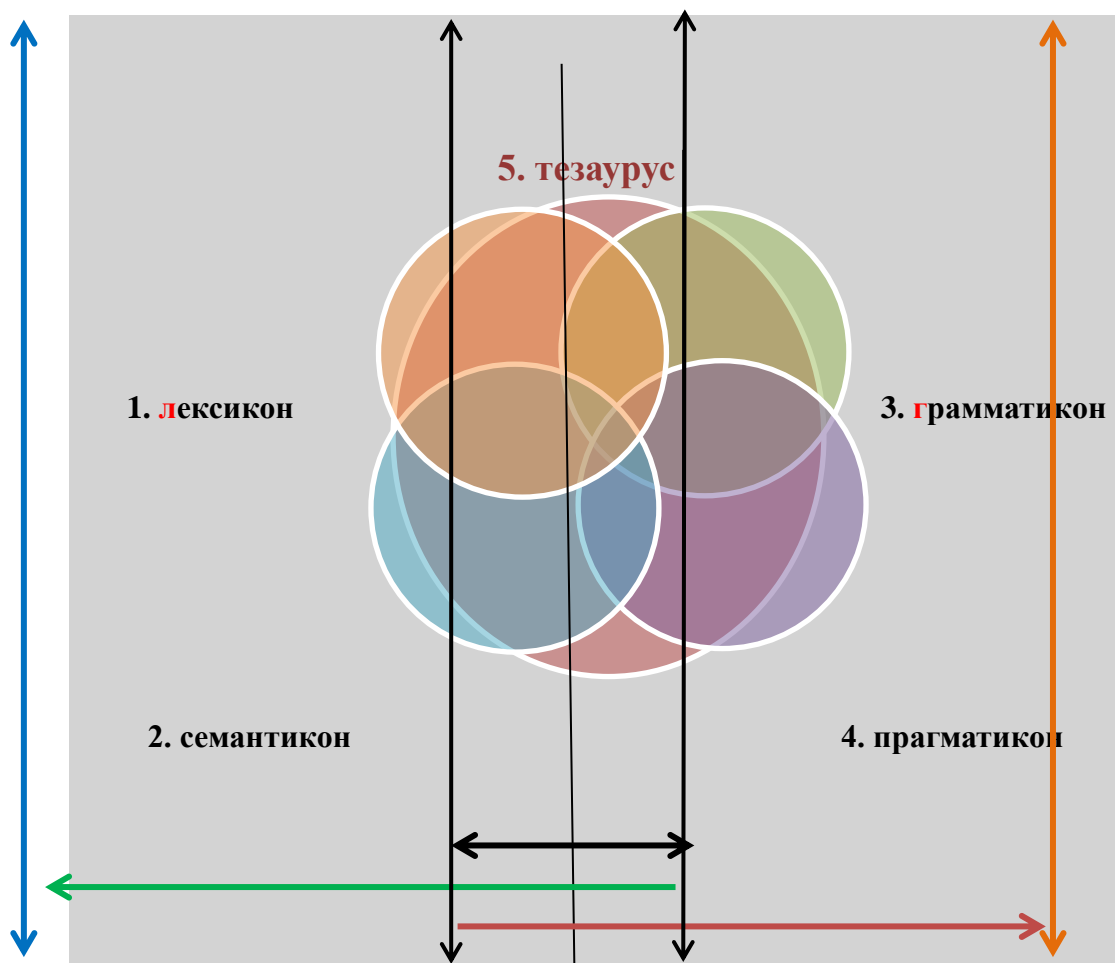 5. тезаурус
1. лексикон
3. грамматикон
2. семантикон
4. прагматикон